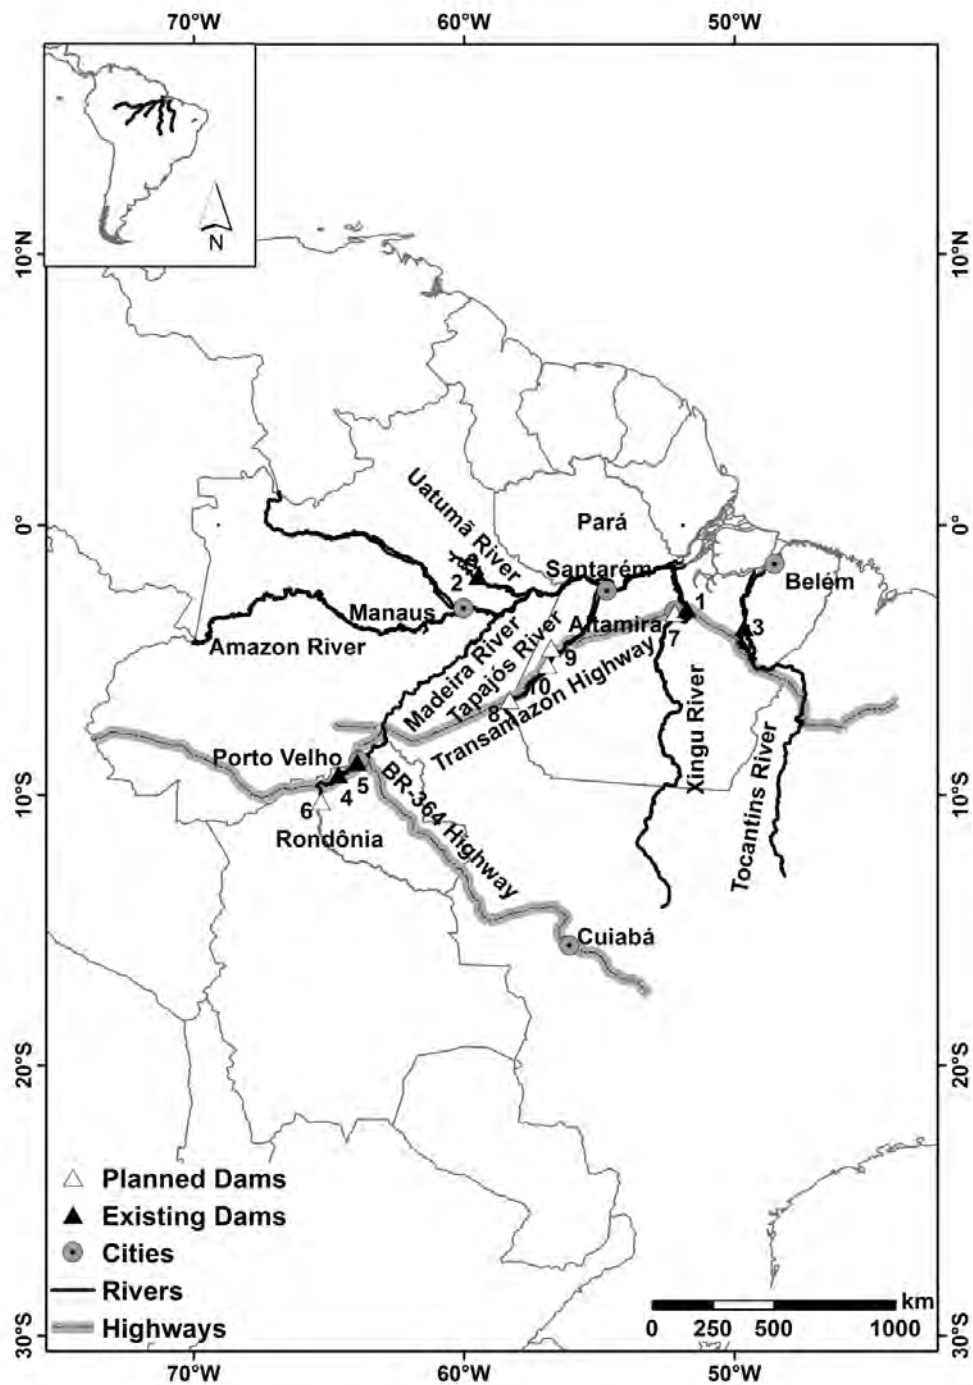 70°W 60°W 50°W
N
10°N 10°N
Uatumã River
Pará
0° 0°
Santarém
2
Belém
Manaus
1
Altamira
3
7
Amazon River
Madeira River
Tapajós River
9
10
8
Transamazon Highway
Xingu River
Tocantins River
Porto Velho
5
4
6
10°S 10°S
BR-364 Highway
Rondônia
Cuiabá
20°S 20°S
Planned Dams
Existing Dams
Cities
Rivers
Highways
km
0 250 500 1000
30°S 30°S
70°W 60°W 50°W